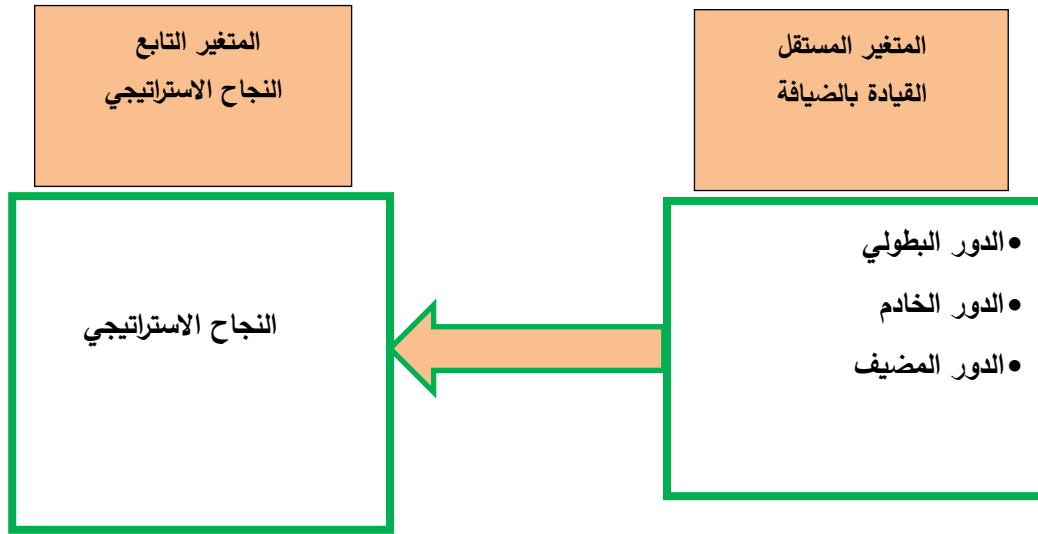 المتغير المستقل
القيادة بالضيافة
المتغير التابع
النجاح الاستراتيجي
•الدور البطولي
•الدور الخادم
•الدور المضيف
النجاح الاستراتيجي